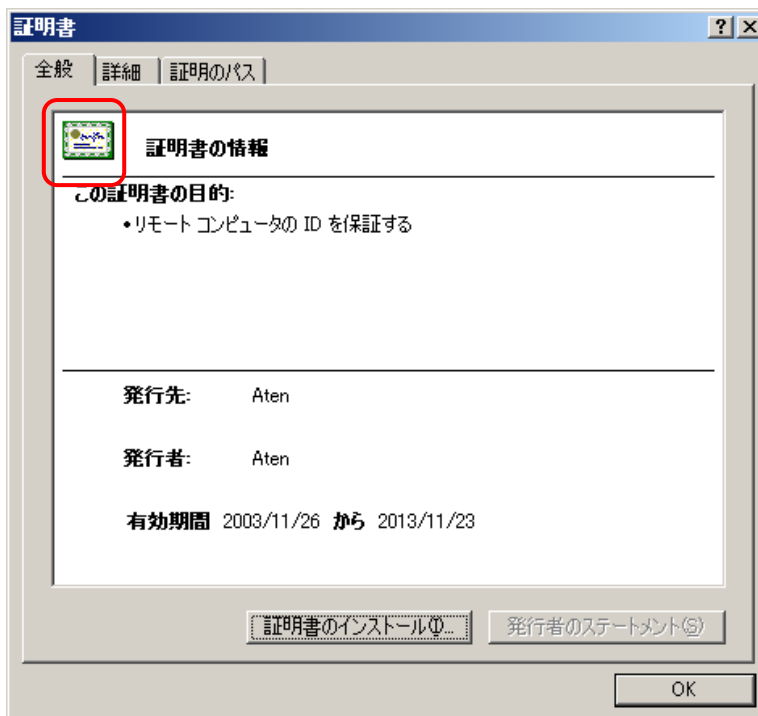 証明書
全般 詳細 証明のパス
証明書の情報
この証明書の目的:
•リモート コンピュータの ID を保証する
発行先: Aten
発行者: Aten
有効期間 2003/11/26 から 2013/11/23
証明書のインストール(I)... 発行者のステートメント(S)
OK